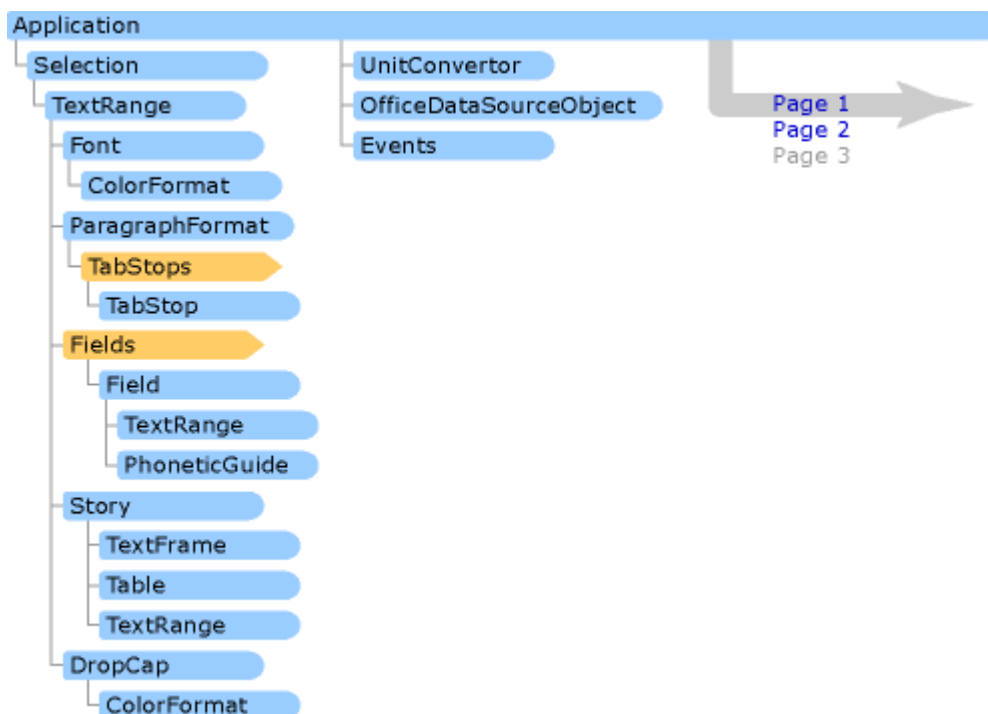 Application
Selection
TextRange
Font
ColorFormat
ParagraphFormat
TabStops
TabStop
Fields
Field
TextRange
PhoneticGuide
Story
TextFrame
Table
TextRange
DropCap
ColorFormat
UnitConvertor
OfficeDataSourceObject
Events
Page 1
Page 2
Page 3